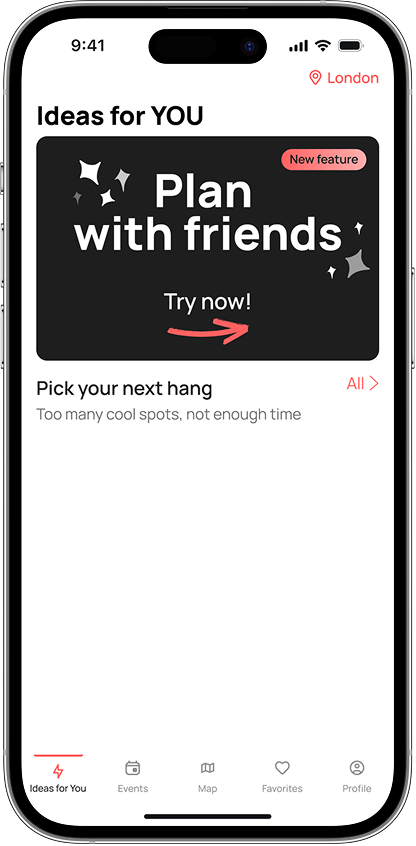 9:41
London
Ideas for YOU
New feature
Plan
with friends
Try now!
Pick your next hang
All
Too many cool spots, not enough time
Ideas for You
Events
Map
Favorites
Profile